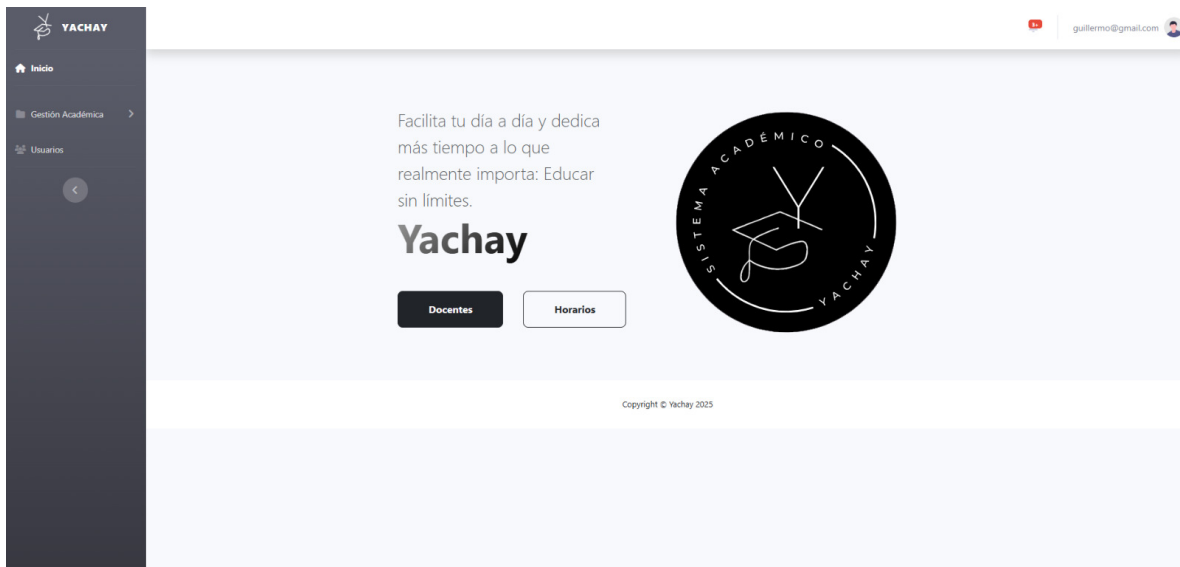 YACHAY
5+
guillermo@gmail.com
Inicio
Gestión Académica
Usuarios
Facilita tu día a día y dedica
más tiempo a lo que
realmente importa: Educar
sin límites.
Yachay
Docentes
Horarios
SISTEMA ACADÉMICO
YACHAY
Copyright © Yachay 2025